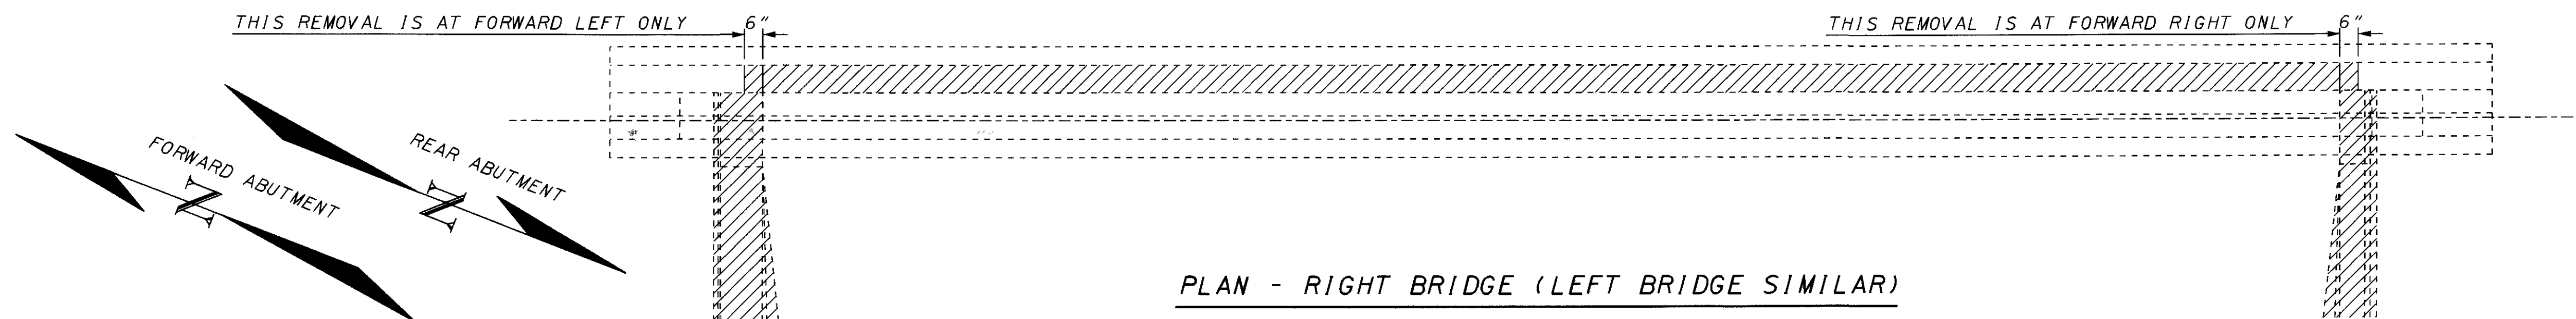 THIS REMOVAL IS AT FORWARD LEFT ONLY
6"
THIS REMOVAL IS AT FORWARD RIGHT ONLY
6"
FORWARD ABUTMENT
N
REAR ABUTMENT
N
PLAN - RIGHT BRIDGE (LEFT BRIDGE SIMILAR)